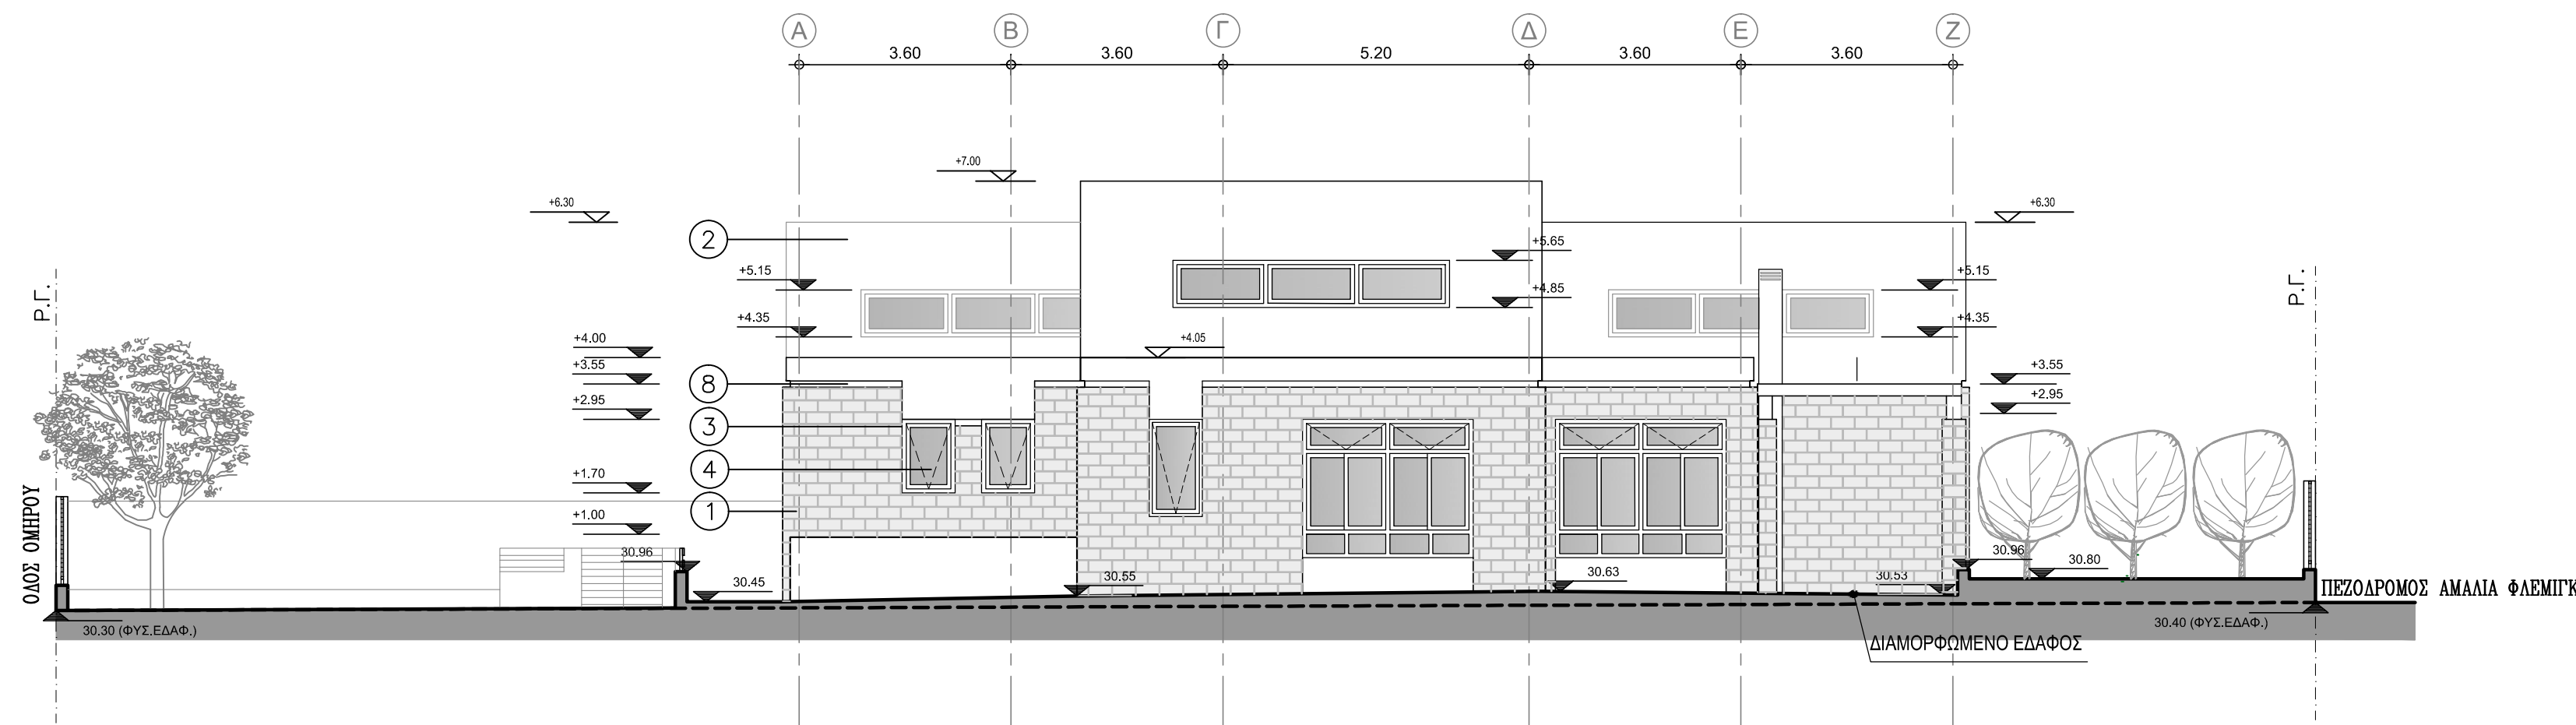 Α Β Γ Δ Ε Ζ
3.60 3.60 5.20 3.60 3.60
+7.00
+6.30 +6.30
2
+5.65
+5.15 +5.15
+4.85
+4.35 +4.35
+4.00 +4.05
+3.55 +3.55
8
+2.95 +2.95
3
4
+1.70
1
+1.00
Ρ.Γ. Ρ.Γ.
ΟΔΟΣ ΟΜΗΡΟΥ
30.96 30.96
30.45 30.55 30.63 30.53 30.80
ΠΕΖΟΔΡΟΜΟΣ ΑΜΑΛΙΑ ΦΛΕΜΙΓΚ
30.30 (ΦΥΣ.ΕΔΑΦ.) 30.40 (ΦΥΣ.ΕΔΑΦ.)
ΔΙΑΜΟΡΦΩΜΕΝΟ ΕΔΑΦΟΣ